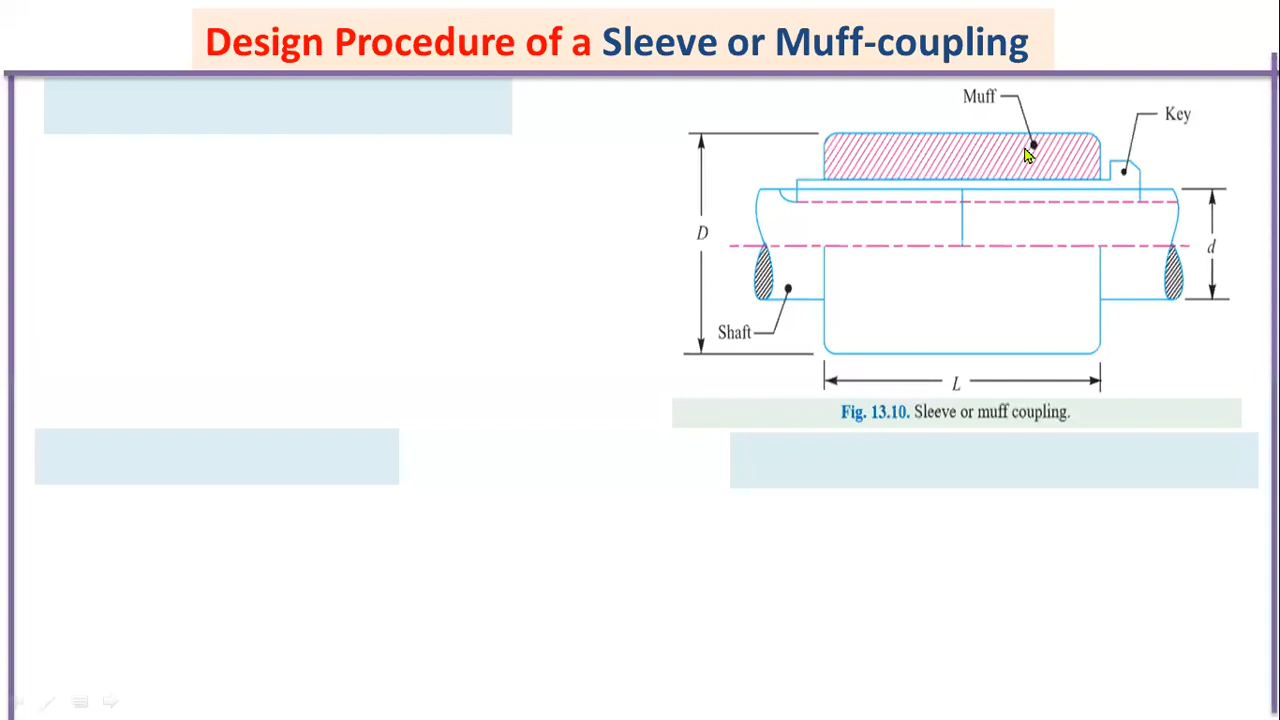 Design Procedure of a Sleeve or Muff-coupling
Muff
Key
D
d
Shaft
L
Fig. 13.10. Sleeve or muff coupling.